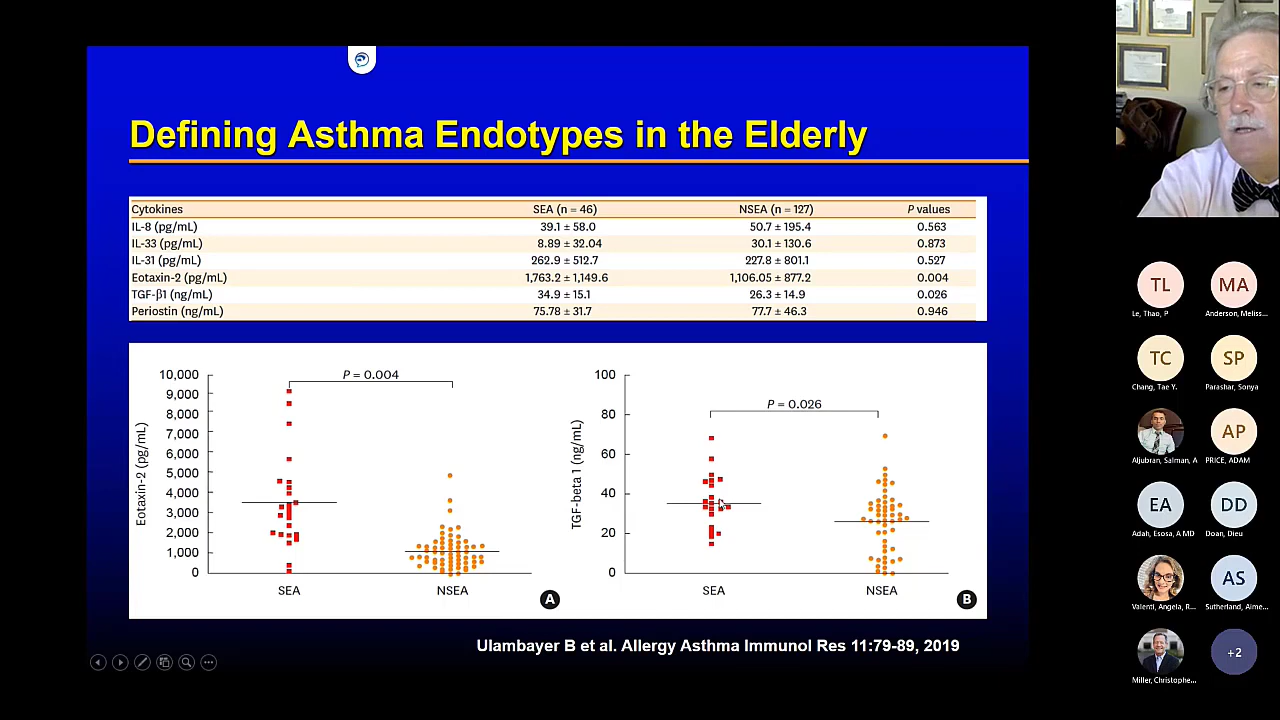 Defining Asthma Endotypes in the Elderly
Cytokines SEA (n = 46) NSEA (n = 127) P values
IL-8 (pg/mL) 39.1 ± 58.0 50.7 ± 195.4 0.563
IL-33 (pg/mL) 8.89 ± 32.04 30.1 ± 130.6 0.873
IL-31 (pg/mL) 262.9 ± 512.7 227.8 ± 801.1 0.527
Eotaxin-2 (pg/mL) 1,763.2 ± 1,149.6 1,106.05 ± 877.2 0.004
TGF-β1 (ng/mL) 34.9 ± 15.1 26.3 ± 14.9 0.026
Periostin (ng/mL) 75.78 ± 31.7 77.7 ± 46.3 0.946
Eotaxin-2 (pg/mL)
10,000
9,000
8,000
7,000
6,000
5,000
4,000
3,000
2,000
1,000
0
P = 0.004
SEA NSEA
A
TGF-beta 1 (ng/mL)
100
80
60
40
20
0
P = 0.026
SEA NSEA
B
Ulambayer B et al. Allergy Asthma Immunol Res 11:79-89, 2019
TL MA
Le, Thao, P Anderson, Meliss...
TC SP
Chang, Tae Y. Parashar, Sonya
AP
Aljubran, Salman, A PRICE, ADAM
EA DD
Adah, Esosa, A MD Doan, Dieu
AS
Valenti, Angela, R... Sutherland, Aime...
+2
Miller, Christophe...